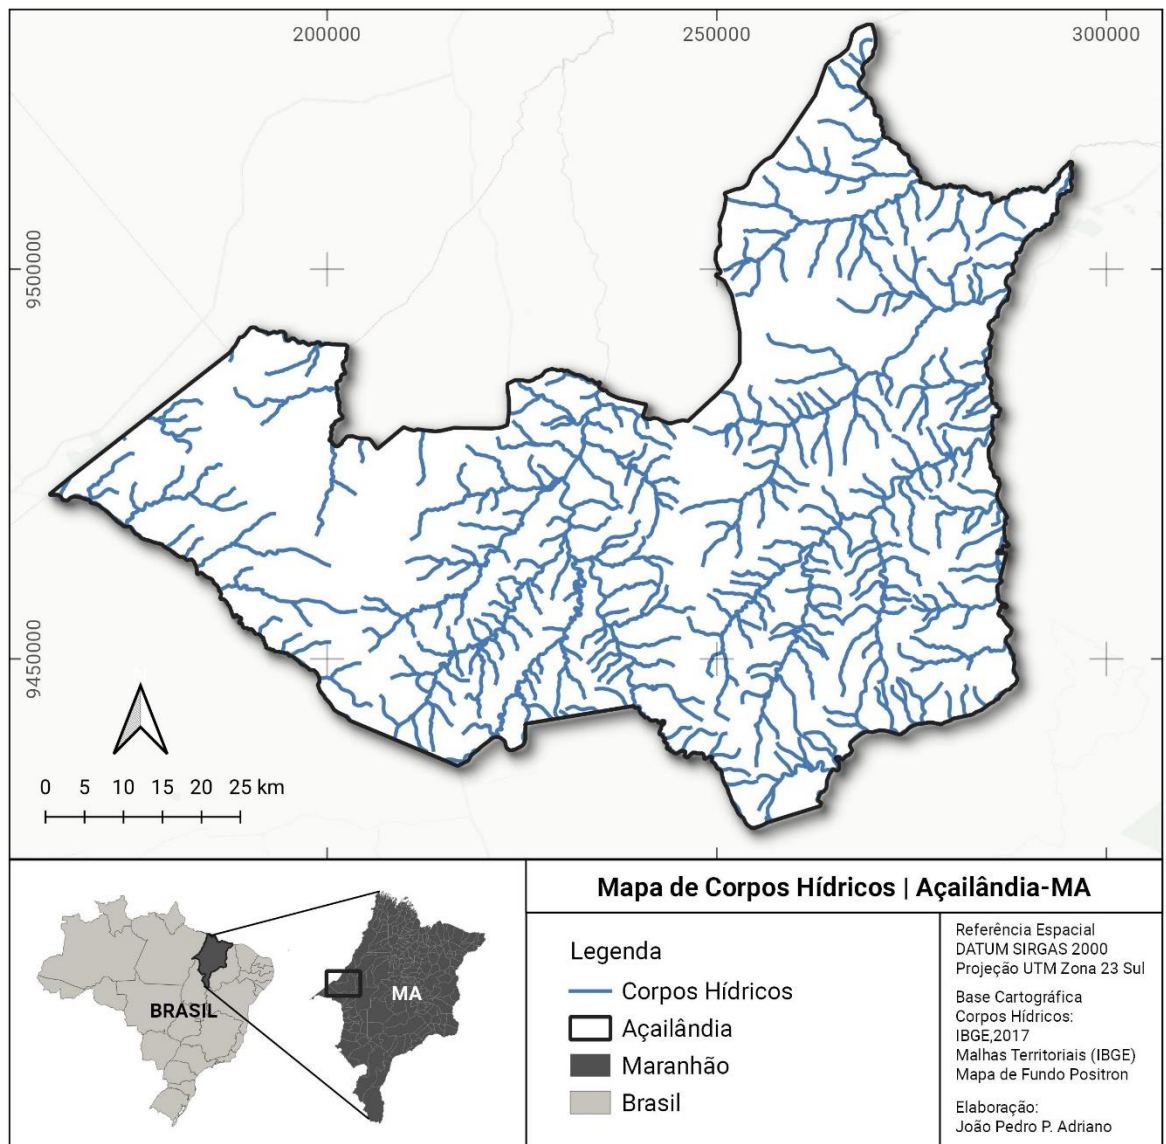 200000
250000
300000
9500000
9450000
0 5 10 15 20 25 km
BRASIL
MA
Mapa de Corpos Hídricos | Açailândia-MA
Legenda
Corpos Hídricos
Açailândia
Maranhão
Brasil
Referência Espacial
DATUM SIRGAS 2000
Projeção UTM Zona 23 Sul
Base Cartográfica
Corpos Hídricos:
IBGE,2017
Malhas Territoriais (IBGE)
Mapa de Fundo Positron
Elaboração:
João Pedro P. Adriano